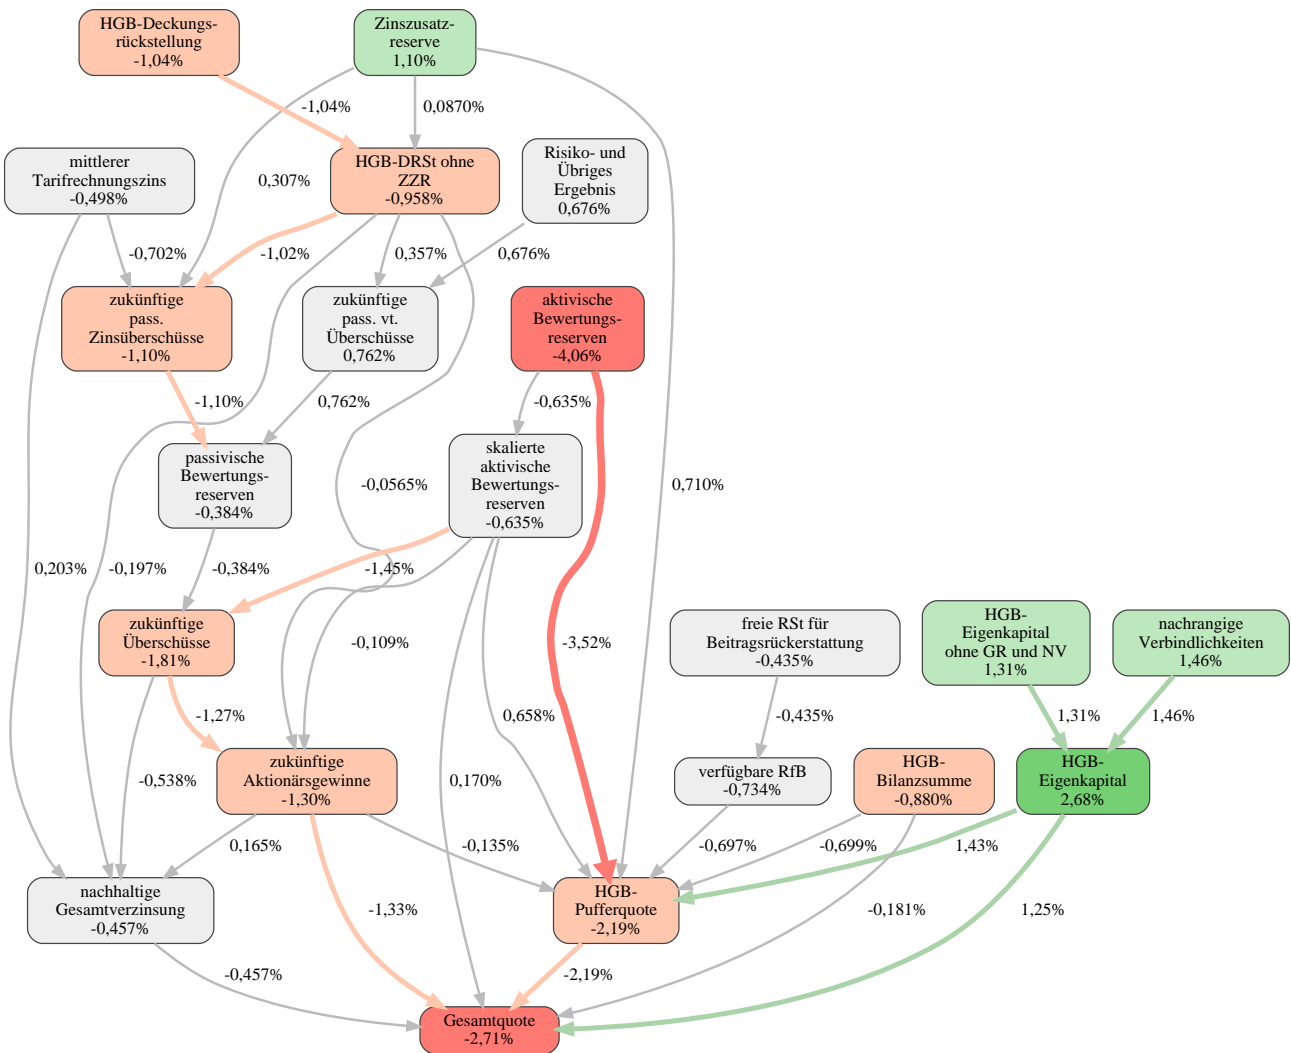 HGB-Deckungs-
rückstellung
-1,04%
Zinszusatz-
reserve
1,10%
-1,04%
0,0870%
mittlerer
Tarifrechnungszins
-0,498%
0,307%
HGB-DRSt ohne
ZZR
-0,958%
Risiko- und
Übriges
Ergebnis
0,676%
-0,702%
-1,02%
0,357%
0,676%
zukünftige
pass.
Zinsüberschüsse
-1,10%
zukünftige
pass. vt.
Überschüsse
0,762%
aktivische
Bewertungs-
reserven
-4,06%
-1,10%
0,762%
-0,635%
passivische
Bewertungs-
reserven
-0,384%
-0,0565%
skalierte
aktivische
Bewertungs-
reserven
-0,635%
0,710%
0,203%
-0,197%
-0,384%
-1,45%
zukünftige
Überschüsse
-1,81%
-0,109%
-3,52%
freie RSt für
Beitragsrückerstattung
-0,435%
HGB-
Eigenkapital
ohne GR und NV
1,31%
nachrangige
Verbindlichkeiten
1,46%
-1,27%
0,658%
-0,435%
1,31%
1,46%
-0,538%
zukünftige
Aktionärsgewinne
-1,30%
0,170%
verfügbare RfB
-0,734%
HGB-
Bilanzsumme
-0,880%
HGB-
Eigenkapital
2,68%
0,165%
-0,135%
-0,697%
-0,699%
1,43%
nachhaltige
Gesamtverzinsung
-0,457%
-1,33%
HGB-
Pufferquote
-2,19%
-0,181%
1,25%
-0,457%
-2,19%
Gesamtquote
-2,71%